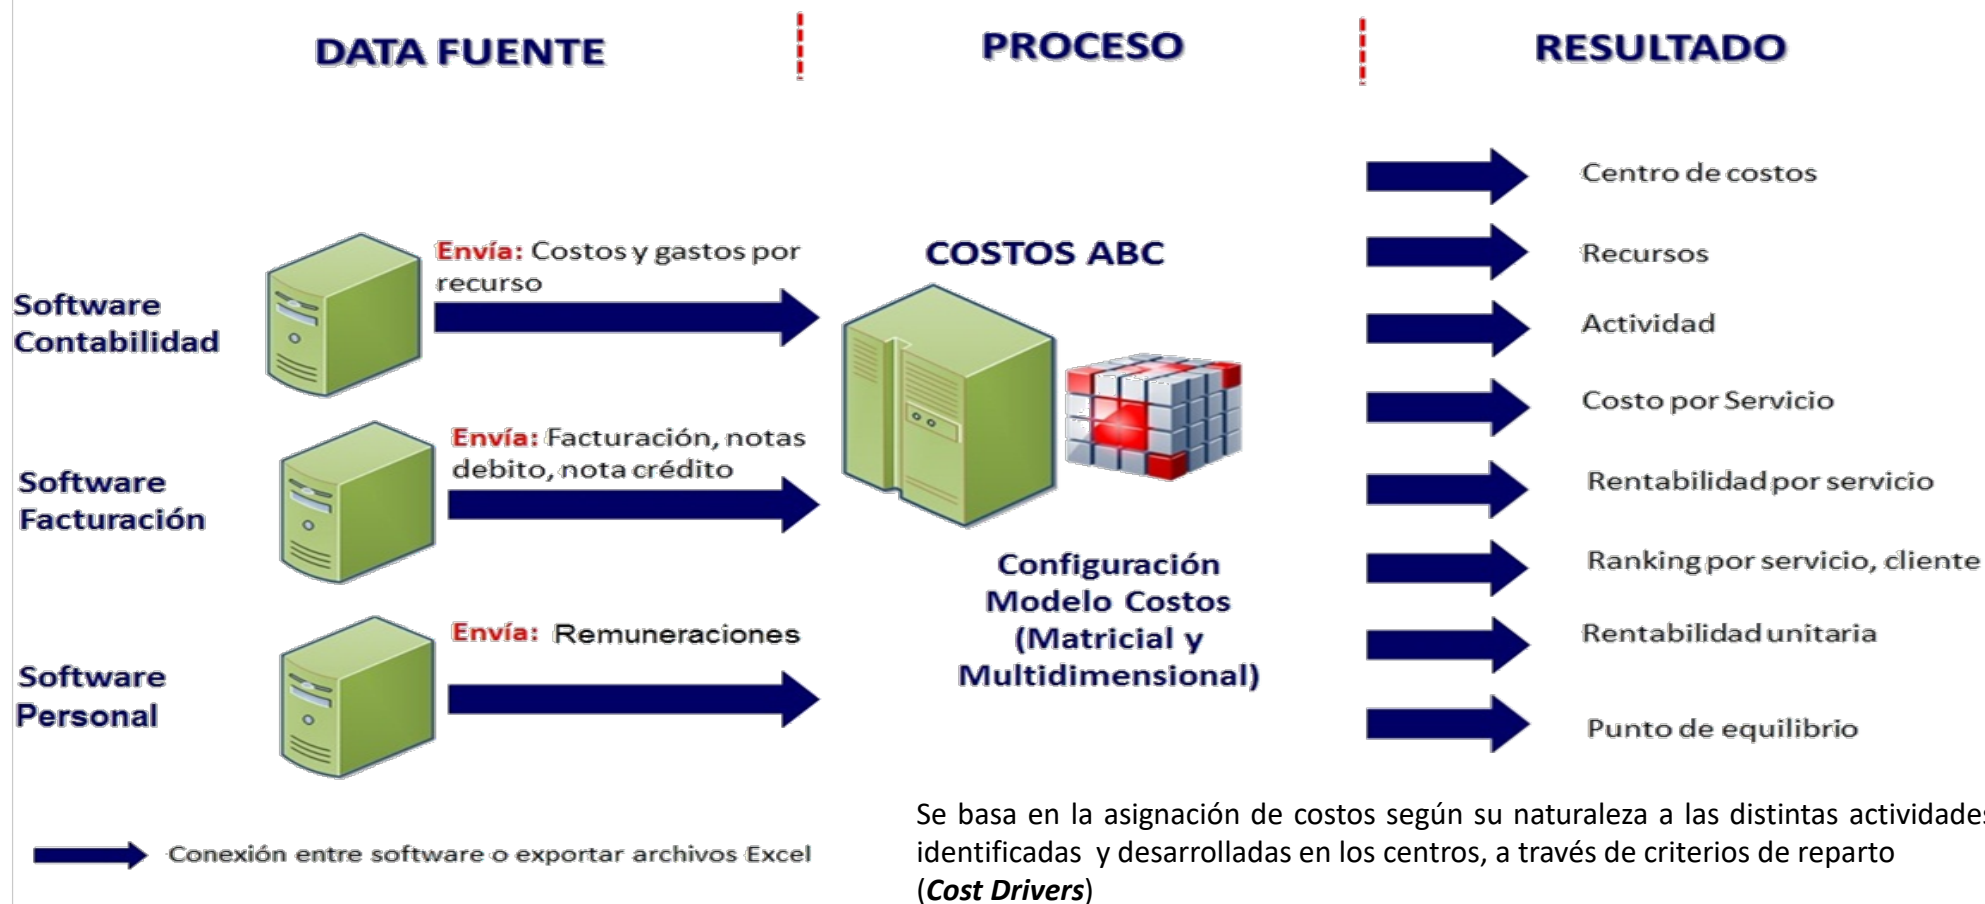 DATA FUENTE
PROCESO
RESULTADO
Software
Contabilidad
Envía: Costos y gastos por
recurso
Software
Facturación
Envía: Facturación, notas
debito, nota crédito
Software
Personal
Envía: Remuneraciones
Conexión entre software o exportar archivos Excel
COSTOS ABC
Configuración
Modelo Costos
(Matricial y
Multidimensional)
Centro de costos
Recursos
Actividad
Costo por Servicio
Rentabilidad por servicio
Ranking por servicio, cliente
Rentabilidad unitaria
Punto de equilibrio
Se basa en la asignación de costos según su naturaleza a las distintas actividades
identificadas y desarrolladas en los centros, a través de criterios de reparto
(Cost Drivers)